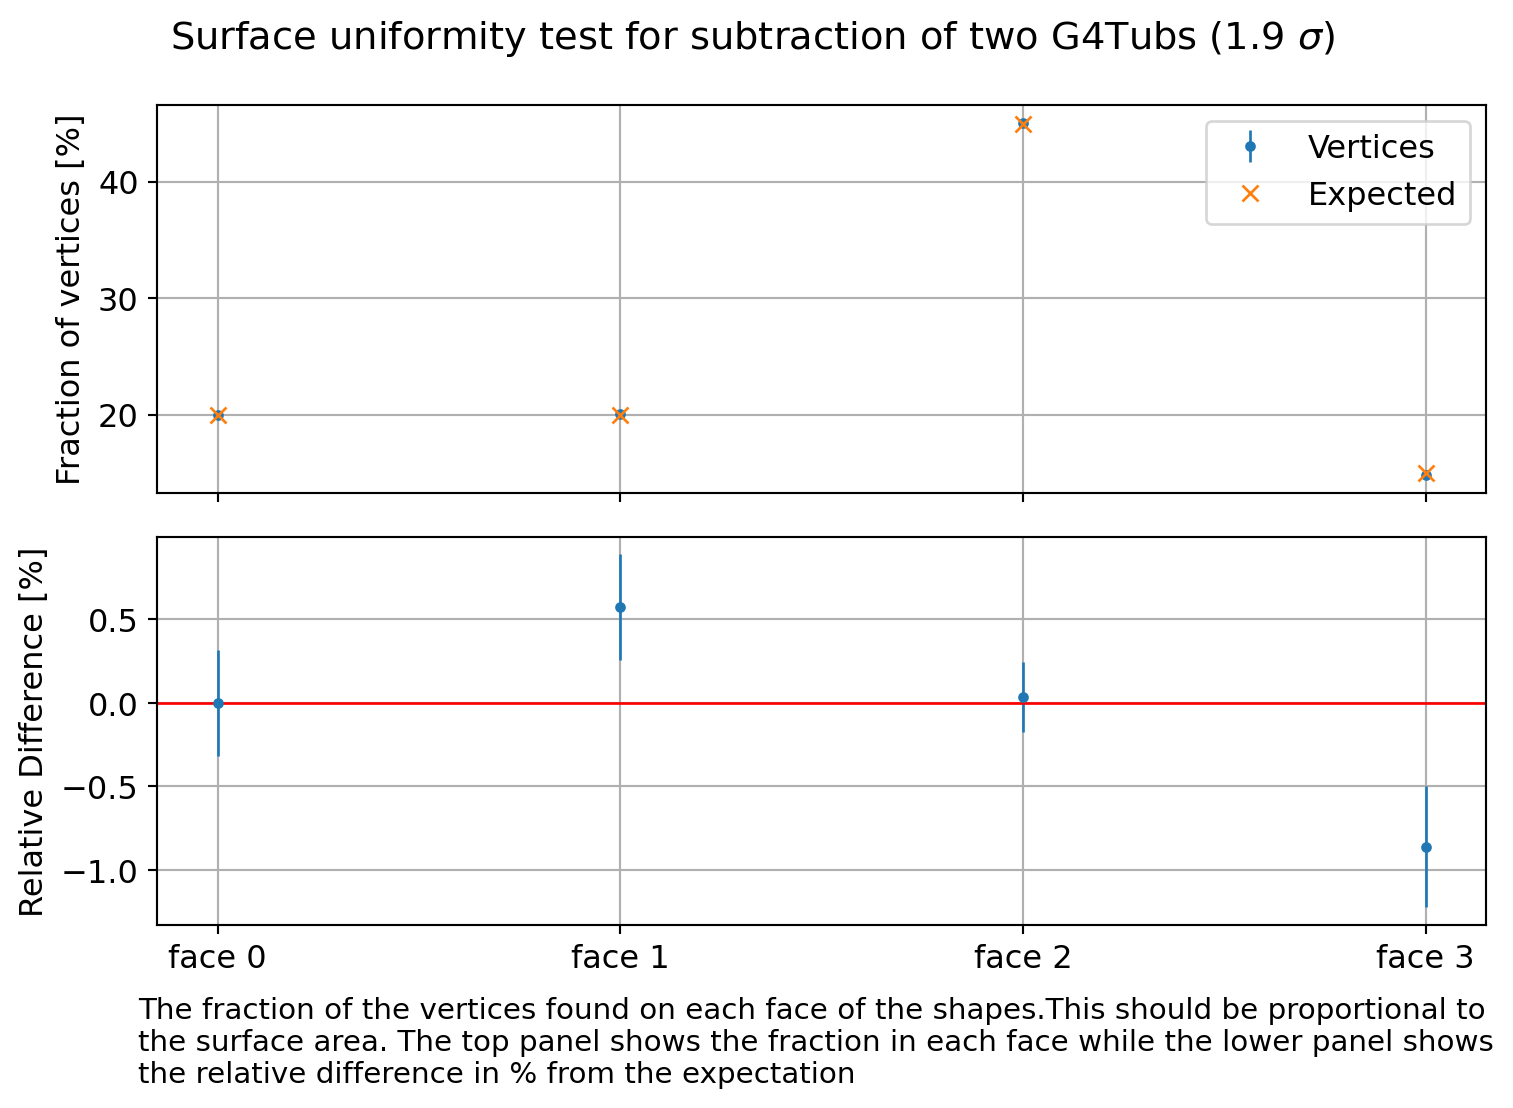 Surface uniformity test for subtraction of two G4Tubs (1.9 σ)
Fraction of vertices [%]
40
30
20
Vertices
Expected
Relative Difference [%]
0.5
0.0
−0.5
−1.0
face 0
face 1
face 2
face 3
The fraction of the vertices found on each face of the shapes.This should be proportional to
the surface area. The top panel shows the fraction in each face while the lower panel shows
the relative difference in % from the expectation